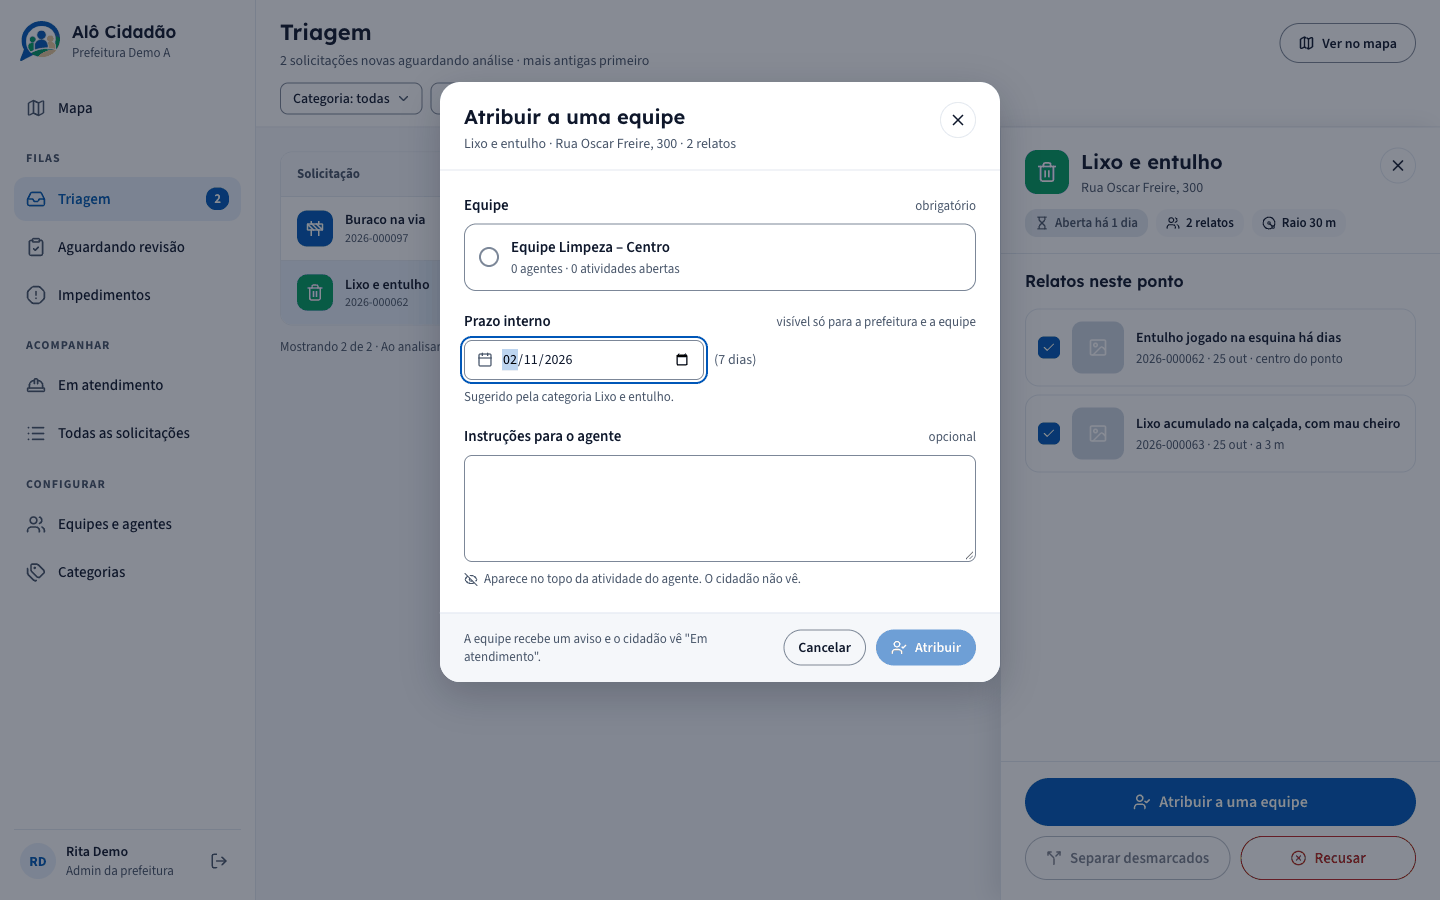 Alô Cidadão
Prefeitura Demo A
Mapa
FILAS
Triagem 2
Aguardando revisão
Impedimentos
ACOMPANHAR
Em atendimento
Todas as solicitações
CONFIGURAR
Equipes e agentes
Categorias
RD
Rita Demo
Admin da prefeitura
Triagem
2 solicitações novas aguardando análise · mais antigas primeiro
Ver no mapa
Categoria: todas
Solicitação
Buraco na via
2026-000097
Lixo e entulho
2026-000062
Mostrando 2 de 2 · Ao analisar
Atribuir a uma equipe
Lixo e entulho · Rua Oscar Freire, 300 · 2 relatos
Equipe obrigatório
Equipe Limpeza – Centro
0 agentes · 0 atividades abertas
Prazo interno visível só para a prefeitura e a equipe
02/11/2026 (7 dias)
Sugerido pela categoria Lixo e entulho.
Instruções para o agente opcional
Aparece no topo da atividade do agente. O cidadão não vê.
A equipe recebe um aviso e o cidadão vê "Em
atendimento".
Cancelar Atribuir
Lixo e entulho
Rua Oscar Freire, 300
Aberta há 1 dia 2 relatos Raio 30 m
Relatos neste ponto
Entulho jogado na esquina há dias
2026-000062 · 25 out · centro do ponto
Lixo acumulado na calçada, com mau cheiro
2026-000063 · 25 out · a 3 m
Atribuir a uma equipe
Separar desmarcados Recusar